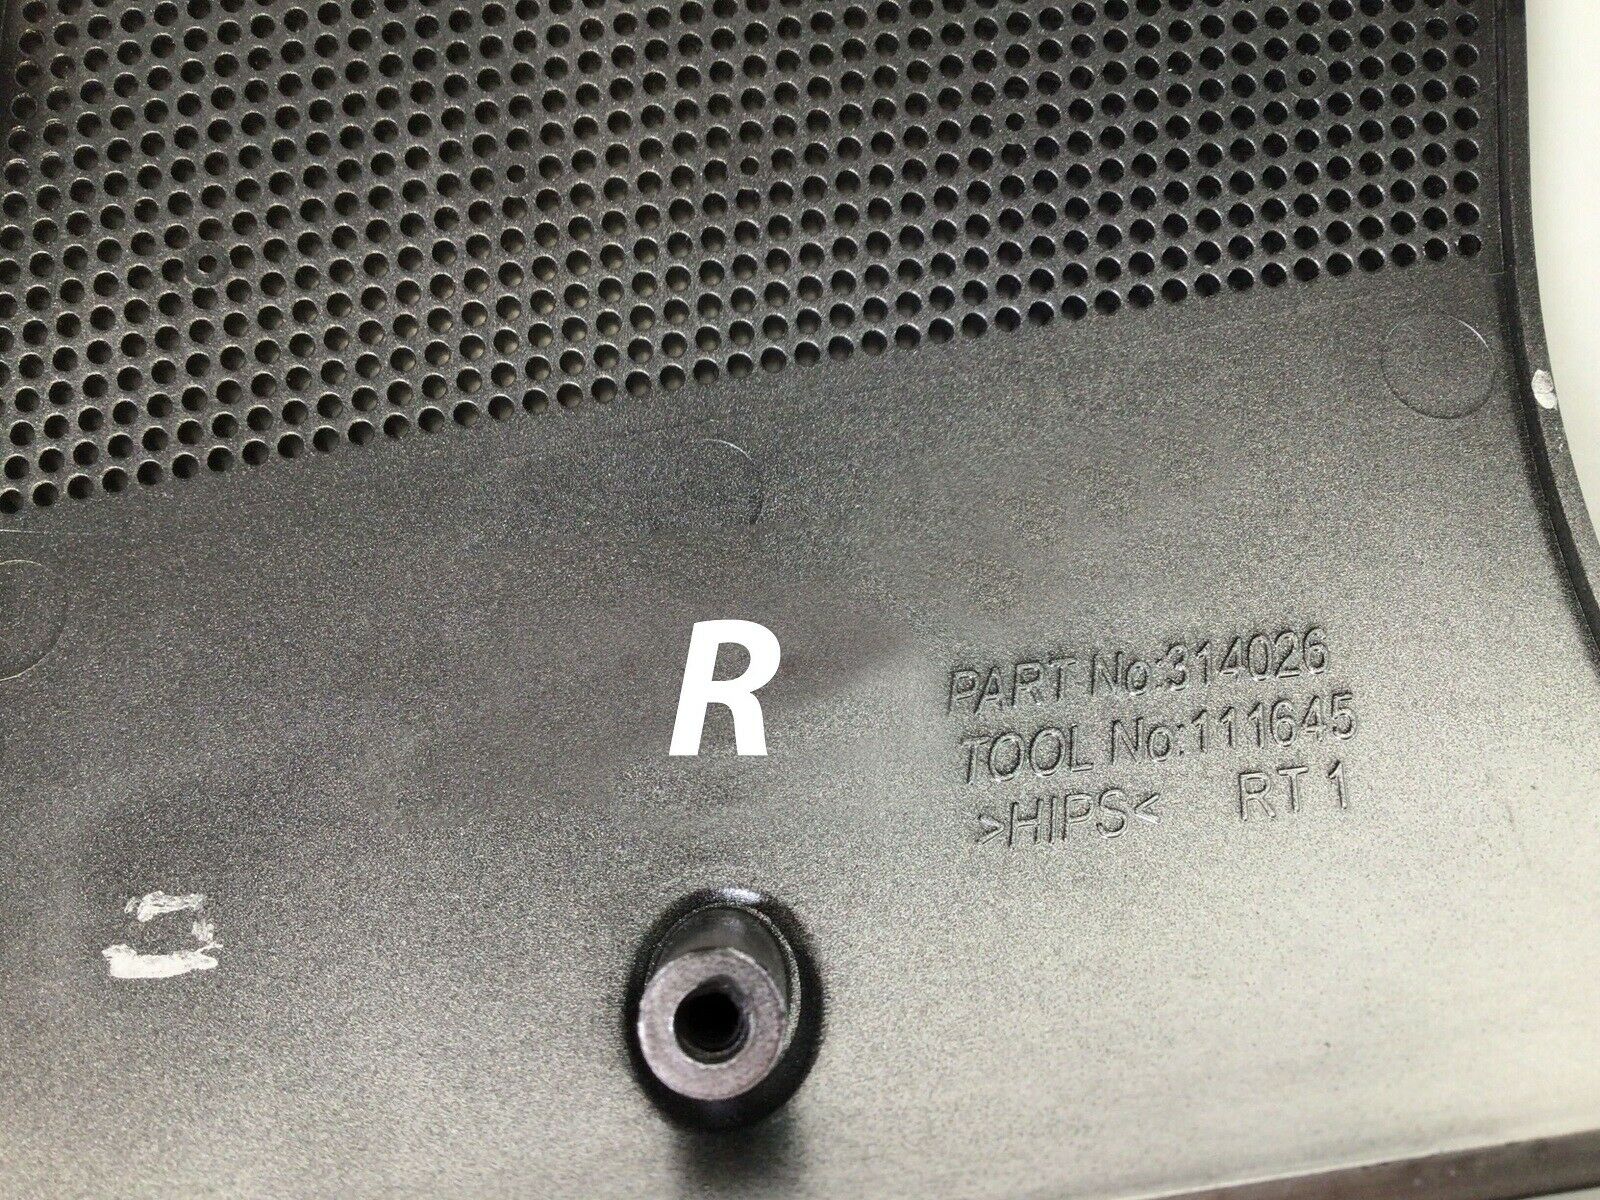 R
PART No:314026
TOOL No:111645
>HIPS< RT 1